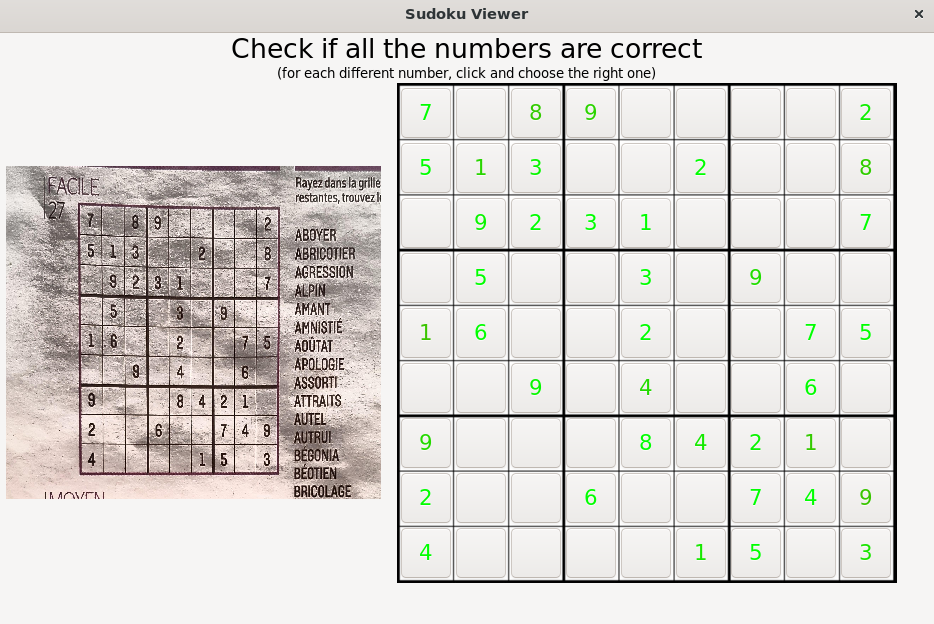 Sudoku Viewer ×
Check if all the numbers are correct
(for each different number, click and choose the right one)
FACILE
27
7 8 9 2
5 1 3 2 8
9 2 3 1 7
5 3 9
1 6 2 7 5
9 4 6
9 8 4 2 1
2 6 7 4 9
4 1 5 3
Rayez dans la grille
restantes, trouvez l
ABOYER
ABRICOTIER
AGRESSION
ALPIN
AMANT
AMNISTIÉ
AOÛTAT
APOLOGIE
ASSORTI
ATTRAITS
AUTEL
AUTRUI
BÉGONIA
BÉOTIEN
BRICOLAGE
MOYEN
7 8 9 2
5 1 3 2 8
9 2 3 1 7
5 3 9
1 6 2 7 5
9 4 6
9 8 4 2 1
2 6 7 4 9
4 1 5 3